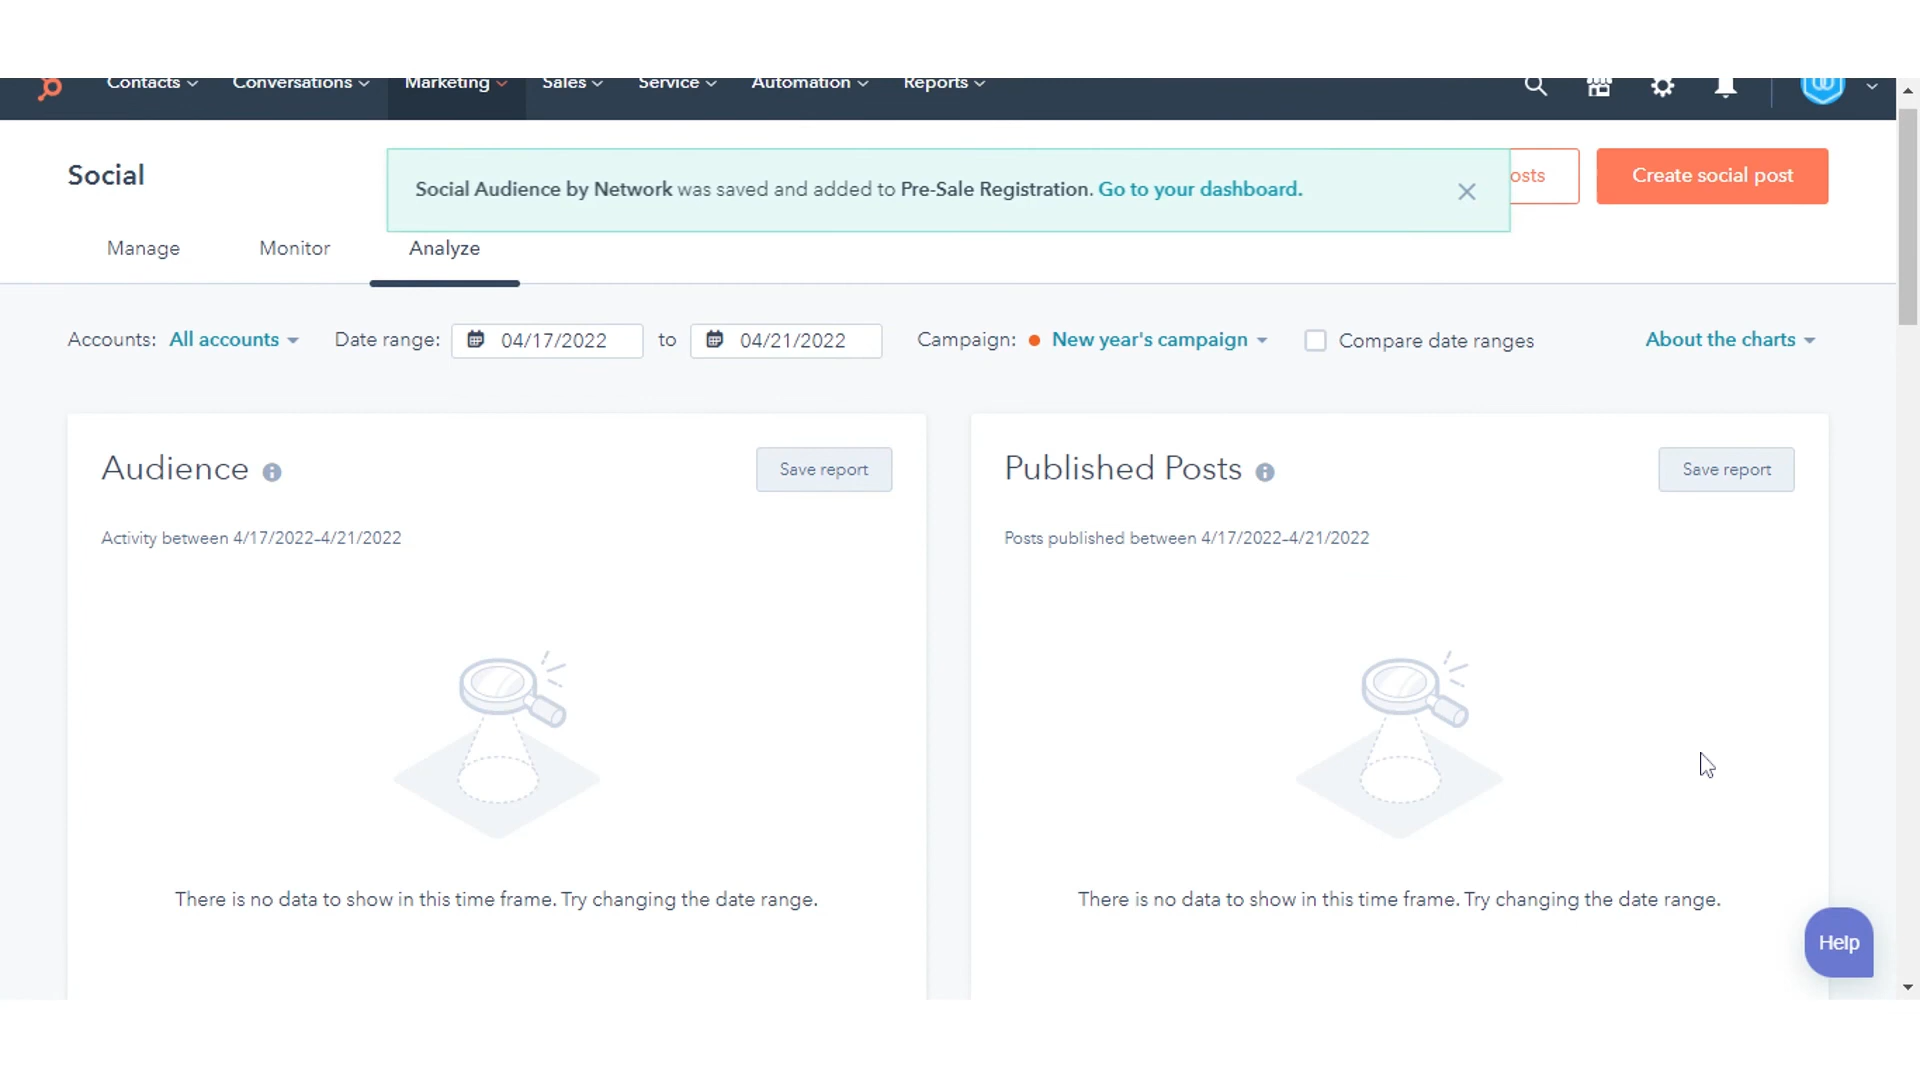 Contacts Conversations Marketing Sales Service Automation Reports
Social
Social Audience by Network was saved and added to Pre-Sale Registration. Go to your dashboard.
osts
Create social post
Manage Monitor Analyze
Accounts: All accounts Date range: 04/17/2022 to 04/21/2022 Campaign: New year's campaign Compare date ranges About the charts
Audience
Save report
Activity between 4/17/2022-4/21/2022
There is no data to show in this time frame. Try changing the date range.
Published Posts
Save report
Posts published between 4/17/2022-4/21/2022
There is no data to show in this time frame. Try changing the date range.
Help